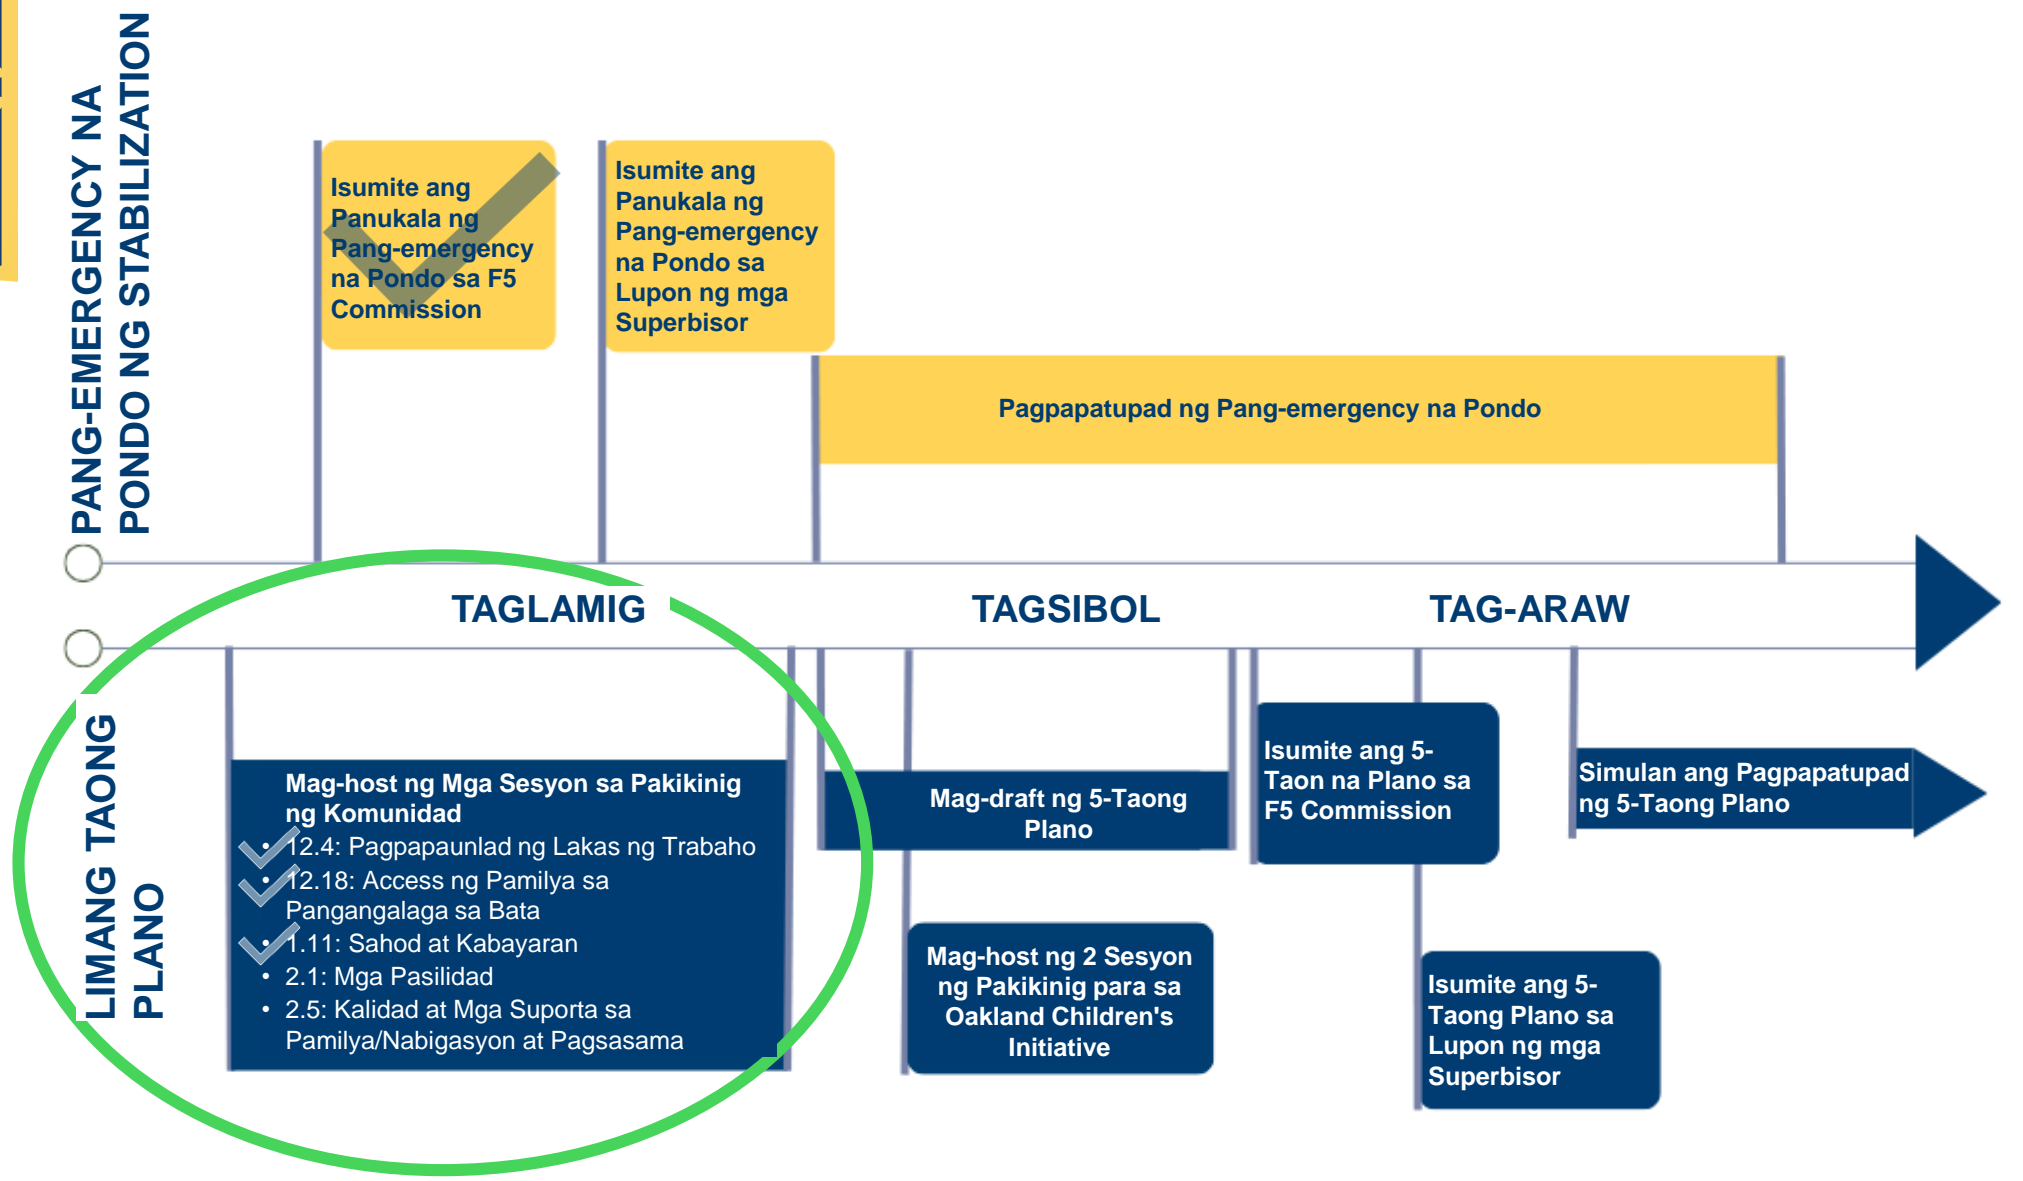 PANG-EMERGENCY NA
PONDO NG STABILIZATION
Isumite ang
Panukala ng
Pang-emergency
na Pondo sa F5
Commission
Isumite ang
Panukala ng
Pang-emergency
na Pondo sa
Lupon ng mga
Superbisor
Pagpapatupad ng Pang-emergency na Pondo
TAGLAMIG
TAGSIBOL
TAG-ARAW
LIMANG TAONG
PLANO
Mag-host ng Mga Sesyon sa Pakikinig
ng Komunidad
• 12.4: Pagpapaunlad ng Lakas ng Trabaho
• 12.18: Access ng Pamilya sa
Pangangalaga sa Bata
• 1.11: Sahod at Kabayaran
• 2.1: Mga Pasilidad
• 2.5: Kalidad at Mga Suporta sa
Pamilya/Nabigasyon at Pagsasama
Mag-draft ng 5-Taong
Plano
Mag-host ng 2 Sesyon
ng Pakikinig para sa
Oakland Children's
Initiative
Isumite ang 5-
Taon na Plano sa
F5 Commission
Isumite ang 5-
Taong Plano sa
Lupon ng mga
Superbisor
Simulan ang Pagpapatupad
ng 5-Taong Plano